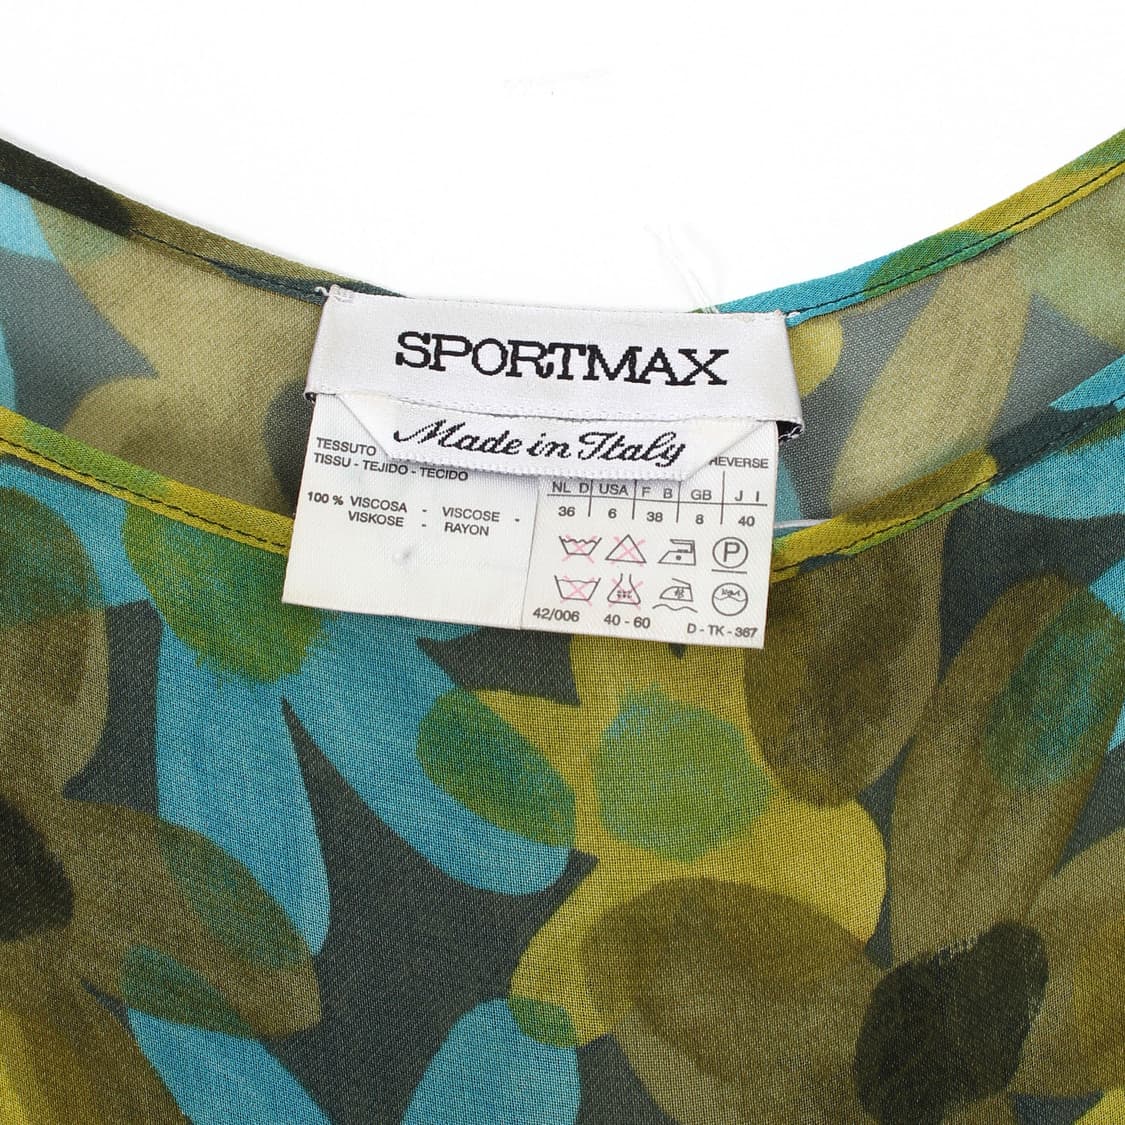 SPORTMAX
Made in Italy
TESSUTO
TISSU - TEJIDO - TECIDO
100 % VISCOSA - VISCOSE -
VISKOSE - RAYON
REVERSE
NL D USA F B GB J I
36 6 38 8 40
P
42/006 40 - 60 D - TK - 367